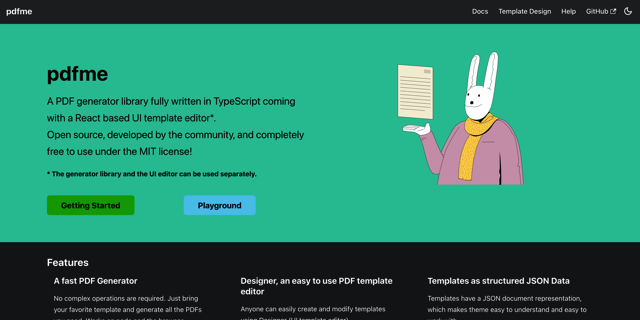 pdfme
Docs Template Design Help GitHub
pdfme
A PDF generator library fully written in TypeScript coming
with a React based UI template editor*.
Open source, developed by the community, and completely
free to use under the MIT license!
* The generator library and the UI editor can be used separately.
Getting Started
Playground
Features
A fast PDF Generator
No complex operations are required. Just bring
your favorite template and generate all the PDFs
Designer, an easy to use PDF template
editor
Anyone can easily create and modify templates
Templates as structured JSON Data
Templates have a JSON document representation,
which makes theme easy to understand and easy to